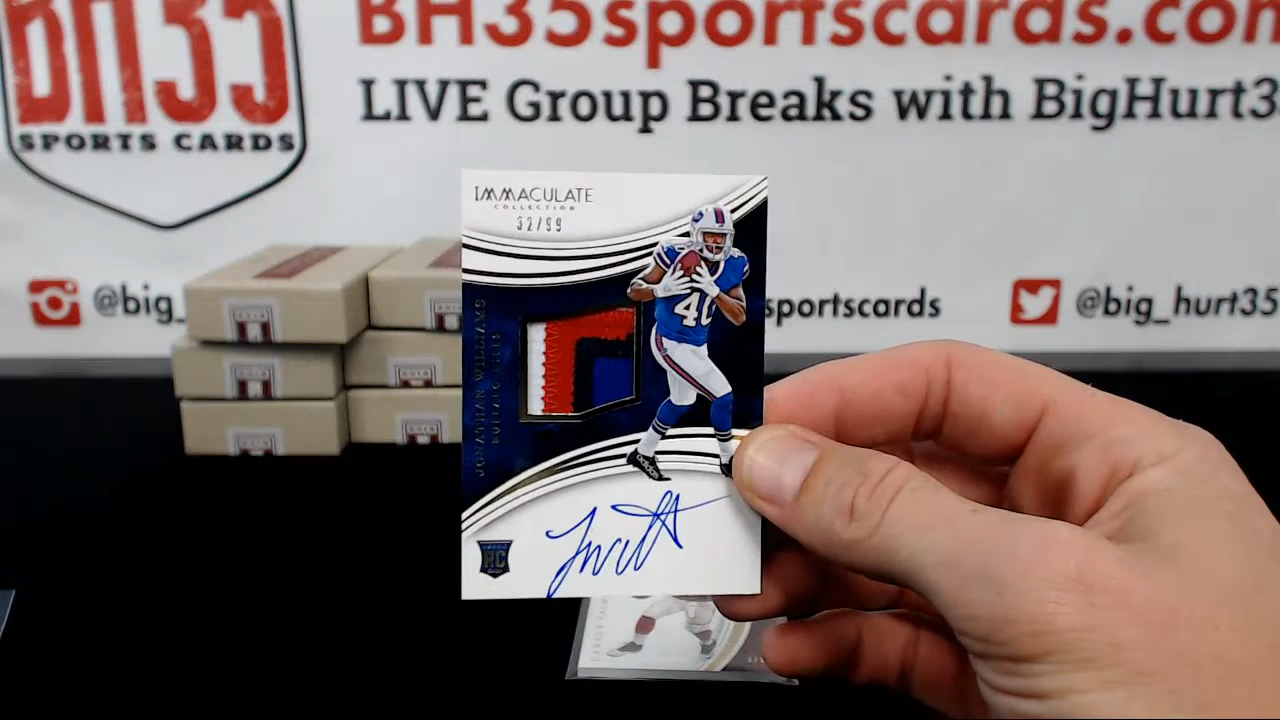 BH35
SPORTS CARDS
BH35sportscards.com
LIVE Group Breaks with BigHurt3
@big_
sportscards
@big_hurt35
IMMACULATE
COLLECTION
32/99
JONATHAN WILLIAMS
BUFFALO BILLS
40
RC